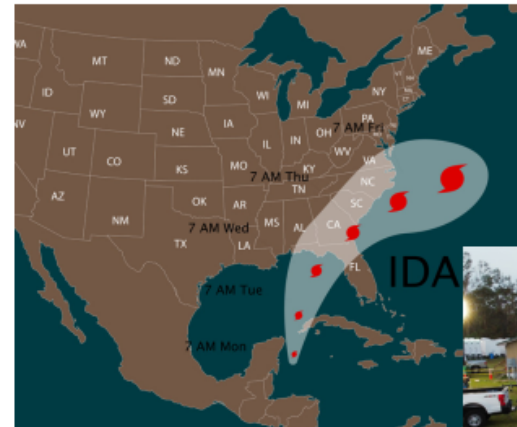 WA
MT
ND
MN
ME
ID
WY
SD
WI
MI
NY
NV
NE
IA
IL
IN
OH
PA
7 AM Fri
UT
CO
KS
MO
KY
WV
VA
7 AM Thu
TN
NC
AZ
NM
OK
AR
MS
AL
CA
SC
7 AM Wed
TX
LA
FL
IDA
7 AM Tue
7 AM Mon